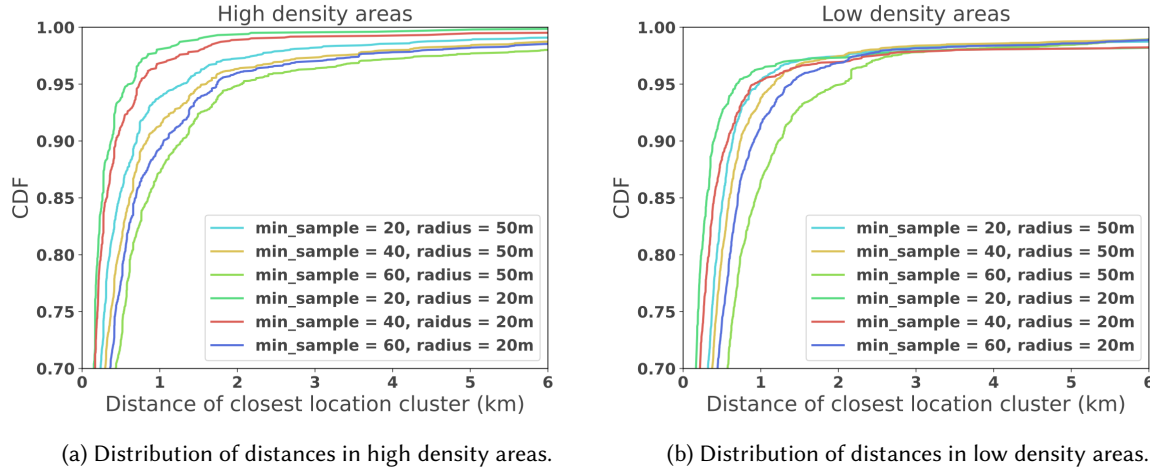 High density areas
CDF
1.00
0.95
0.90
0.85
0.80
0.75
0.70
min_sample = 20, radius = 50m
min_sample = 40, radius = 50m
min_sample = 60, radius = 50m
min_sample = 20, radius = 20m
min_sample = 40, raidus = 20m
min_sample = 60, radius = 20m
0 1 2 3 4 5 6
Distance of closest location cluster (km)
(a) Distribution of distances in high density areas.
Low density areas
CDF
1.00
0.95
0.90
0.85
0.80
0.75
0.70
min_sample = 20, radius = 50m
min_sample = 40, radius = 50m
min_sample = 60, radius = 50m
min_sample = 20, radius = 20m
min_sample = 40, radius = 20m
min_sample = 60, radius = 20m
0 1 2 3 4 5 6
Distance of closest location cluster (km)
(b) Distribution of distances in low density areas.